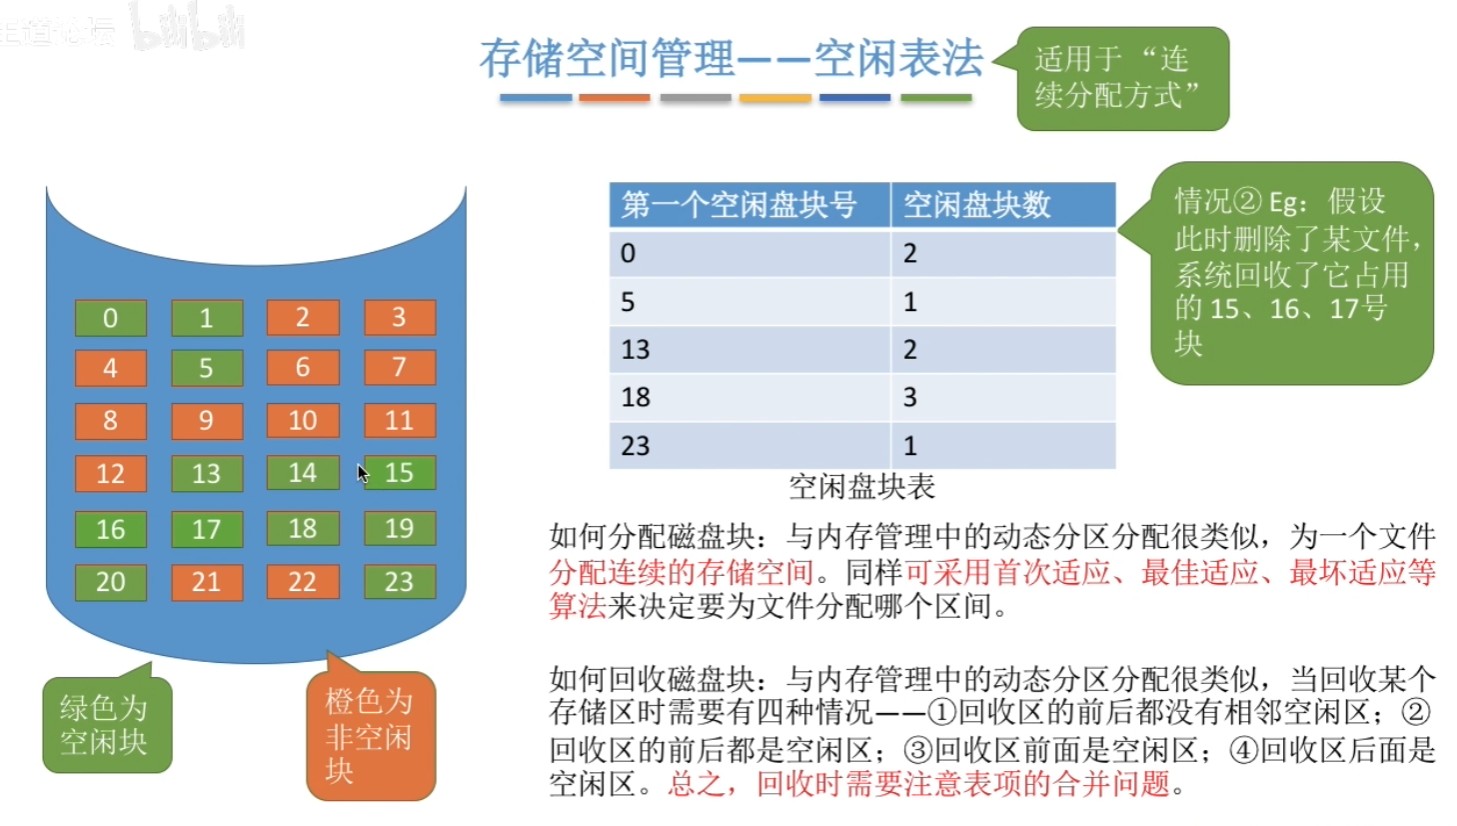 王道论坛 bilibili
存储空间管理——空闲表法
适用于 “连
续分配方式”
第一个空闲盘块号 空闲盘块数
0 2
5 1
13 2
18 3
23 1
空闲盘块表
情况② Eg：假设
此时删除了某文件，
系统回收了它占用
的 15、16、17号
块
0 1 2 3
4 5 6 7
8 9 10 11
12 13 14 15
16 17 18 19
20 21 22 23
绿色为
空闲块
橙色为
非空闲
块
如何分配磁盘块：与内存管理中的动态分区分配很类似，为一个文件
分配连续的存储空间。同样可采用首次适应、最佳适应、最坏适应等
算法来决定要为文件分配哪个区间。
如何回收磁盘块：与内存管理中的动态分区分配很类似，当回收某个
存储区时需要有四种情况——①回收区的前后都没有相邻空闲区；②
回收区的前后都是空闲区；③回收区前面是空闲区；④回收区后面是
空闲区。总之，回收时需要注意表项的合并问题。